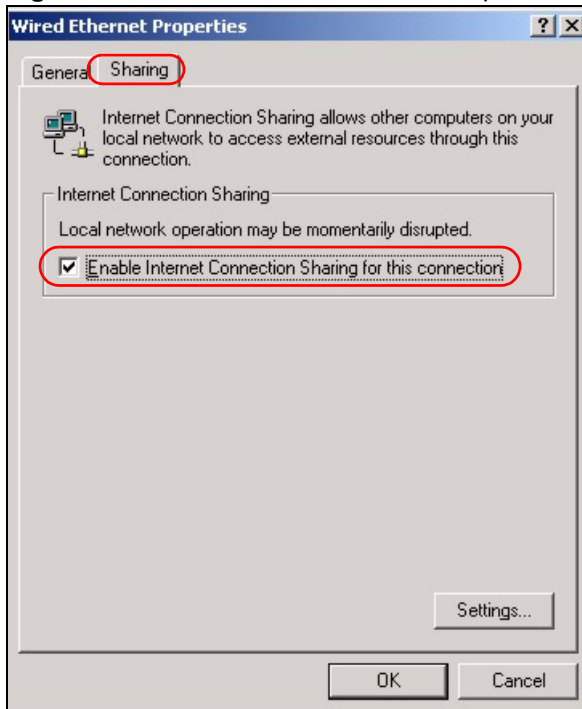 Wired Ethernet Properties
General Sharing
Internet Connection Sharing allows other computers on your
local network to access external resources through this
connection.
Internet Connection Sharing
Local network operation may be momentarily disrupted.
Enable Internet Connection Sharing for this connection
Settings...
OK Cancel